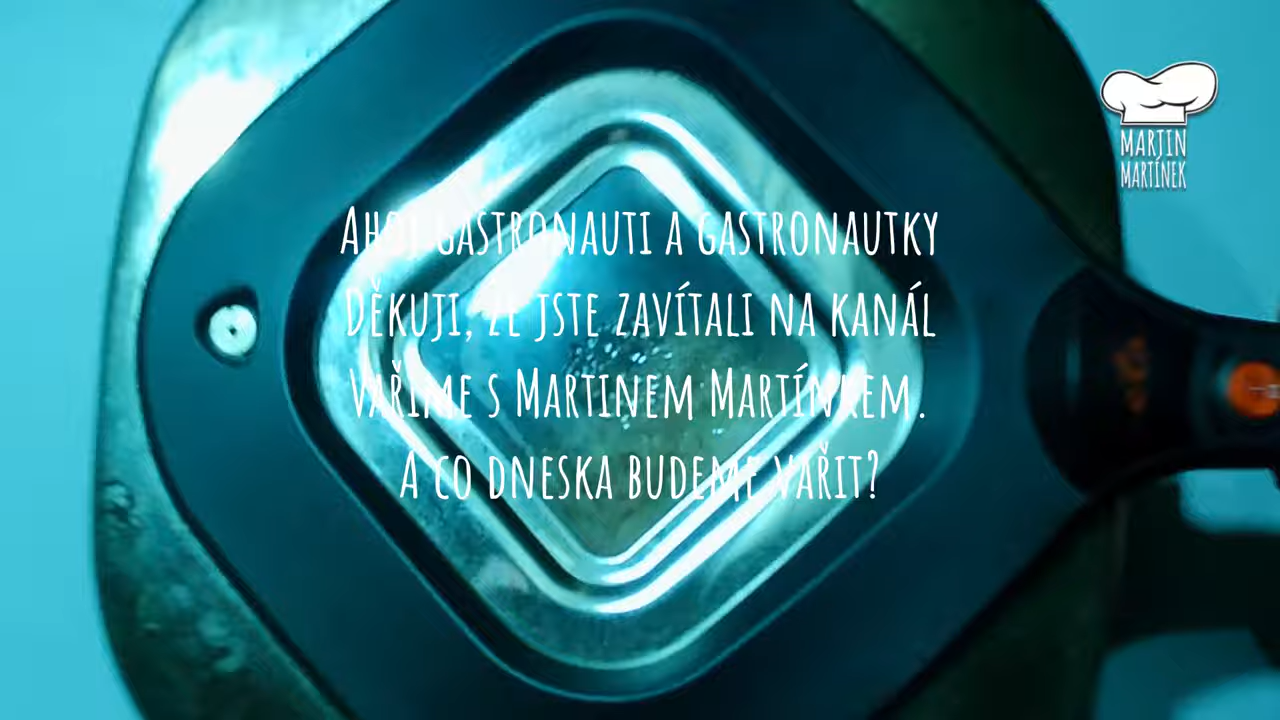 Ahoj gastronauti a gastronautky
Děkuji, že jste zavítali na kanál
Vaříme s Martinem Martínkem.
A co dneska budeme vařit?
MARTIN
MARTÍNEK